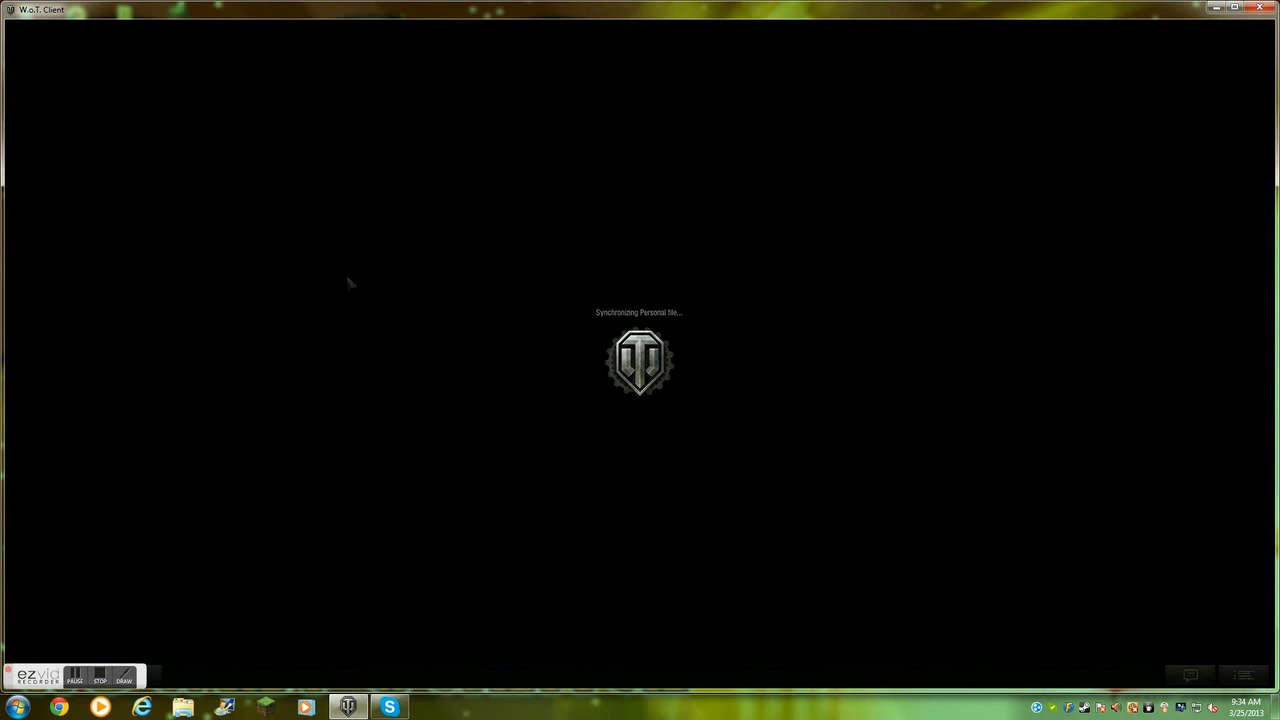 W.o.T. Client
Synchronizing Personal file...
ezvid
RECORDER
PAUSE
STOP
DRAW
9:34 AM
3/25/2013